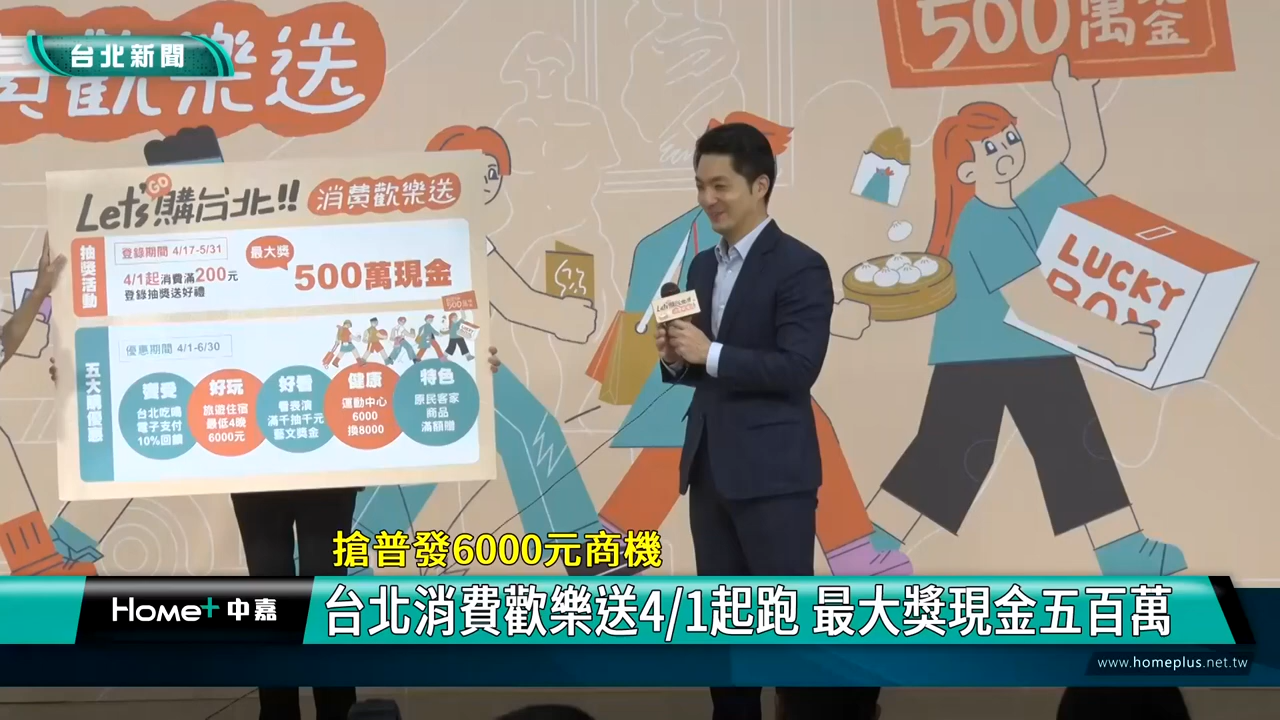 台北新聞
費歡樂送
500萬現金
Let's GO 購台北!!
消費歡樂送
抽獎活動
登錄期間 4/17-5/31
4/1起消費滿200元
登錄抽獎送好禮
最大獎
500萬現金
五大購優惠
優惠期間 4/1-6/30
寵愛
台北吃喝
電子支付
10%回饋
好玩
旅遊住宿
最低4晚
6000元
好看
看表演
滿千抽千元
藝文獎金
健康
運動中心
6000
換8000
特色
原民客家
商品
滿額贈
LUCKY
BOX
搶普發6000元商機
Home+中嘉
台北消費歡樂送4/1起跑 最大獎現金五百萬
www.homeplus.net.tw